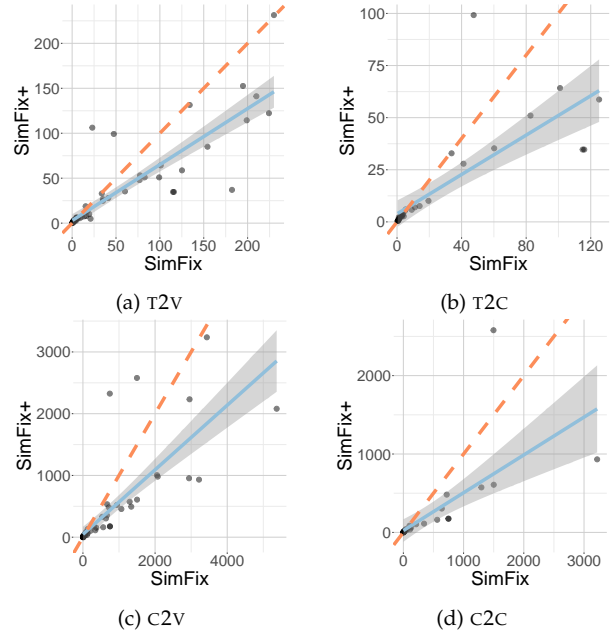 250
200
150
100
50
0
SimFix+
0 50 100 150 200
SimFix
(a) T2V
100
75
50
25
0
SimFix+
0 40 80 120
SimFix
(b) T2C
3000
2000
1000
0
SimFix+
0 2000 4000
SimFix
(c) C2V
2000
1000
0
SimFix+
0 1000 2000 3000
SimFix
(d) C2C